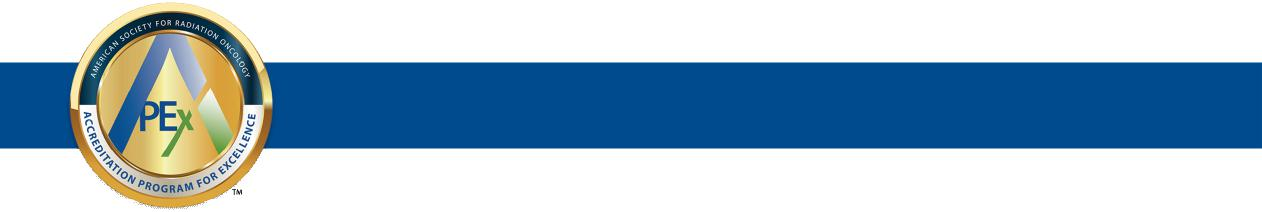 AMERICAN SOCIETY FOR RADIATION ONCOLOGY
APEx
ACCREDITATION PROGRAM FOR EXCELLENCE
TM